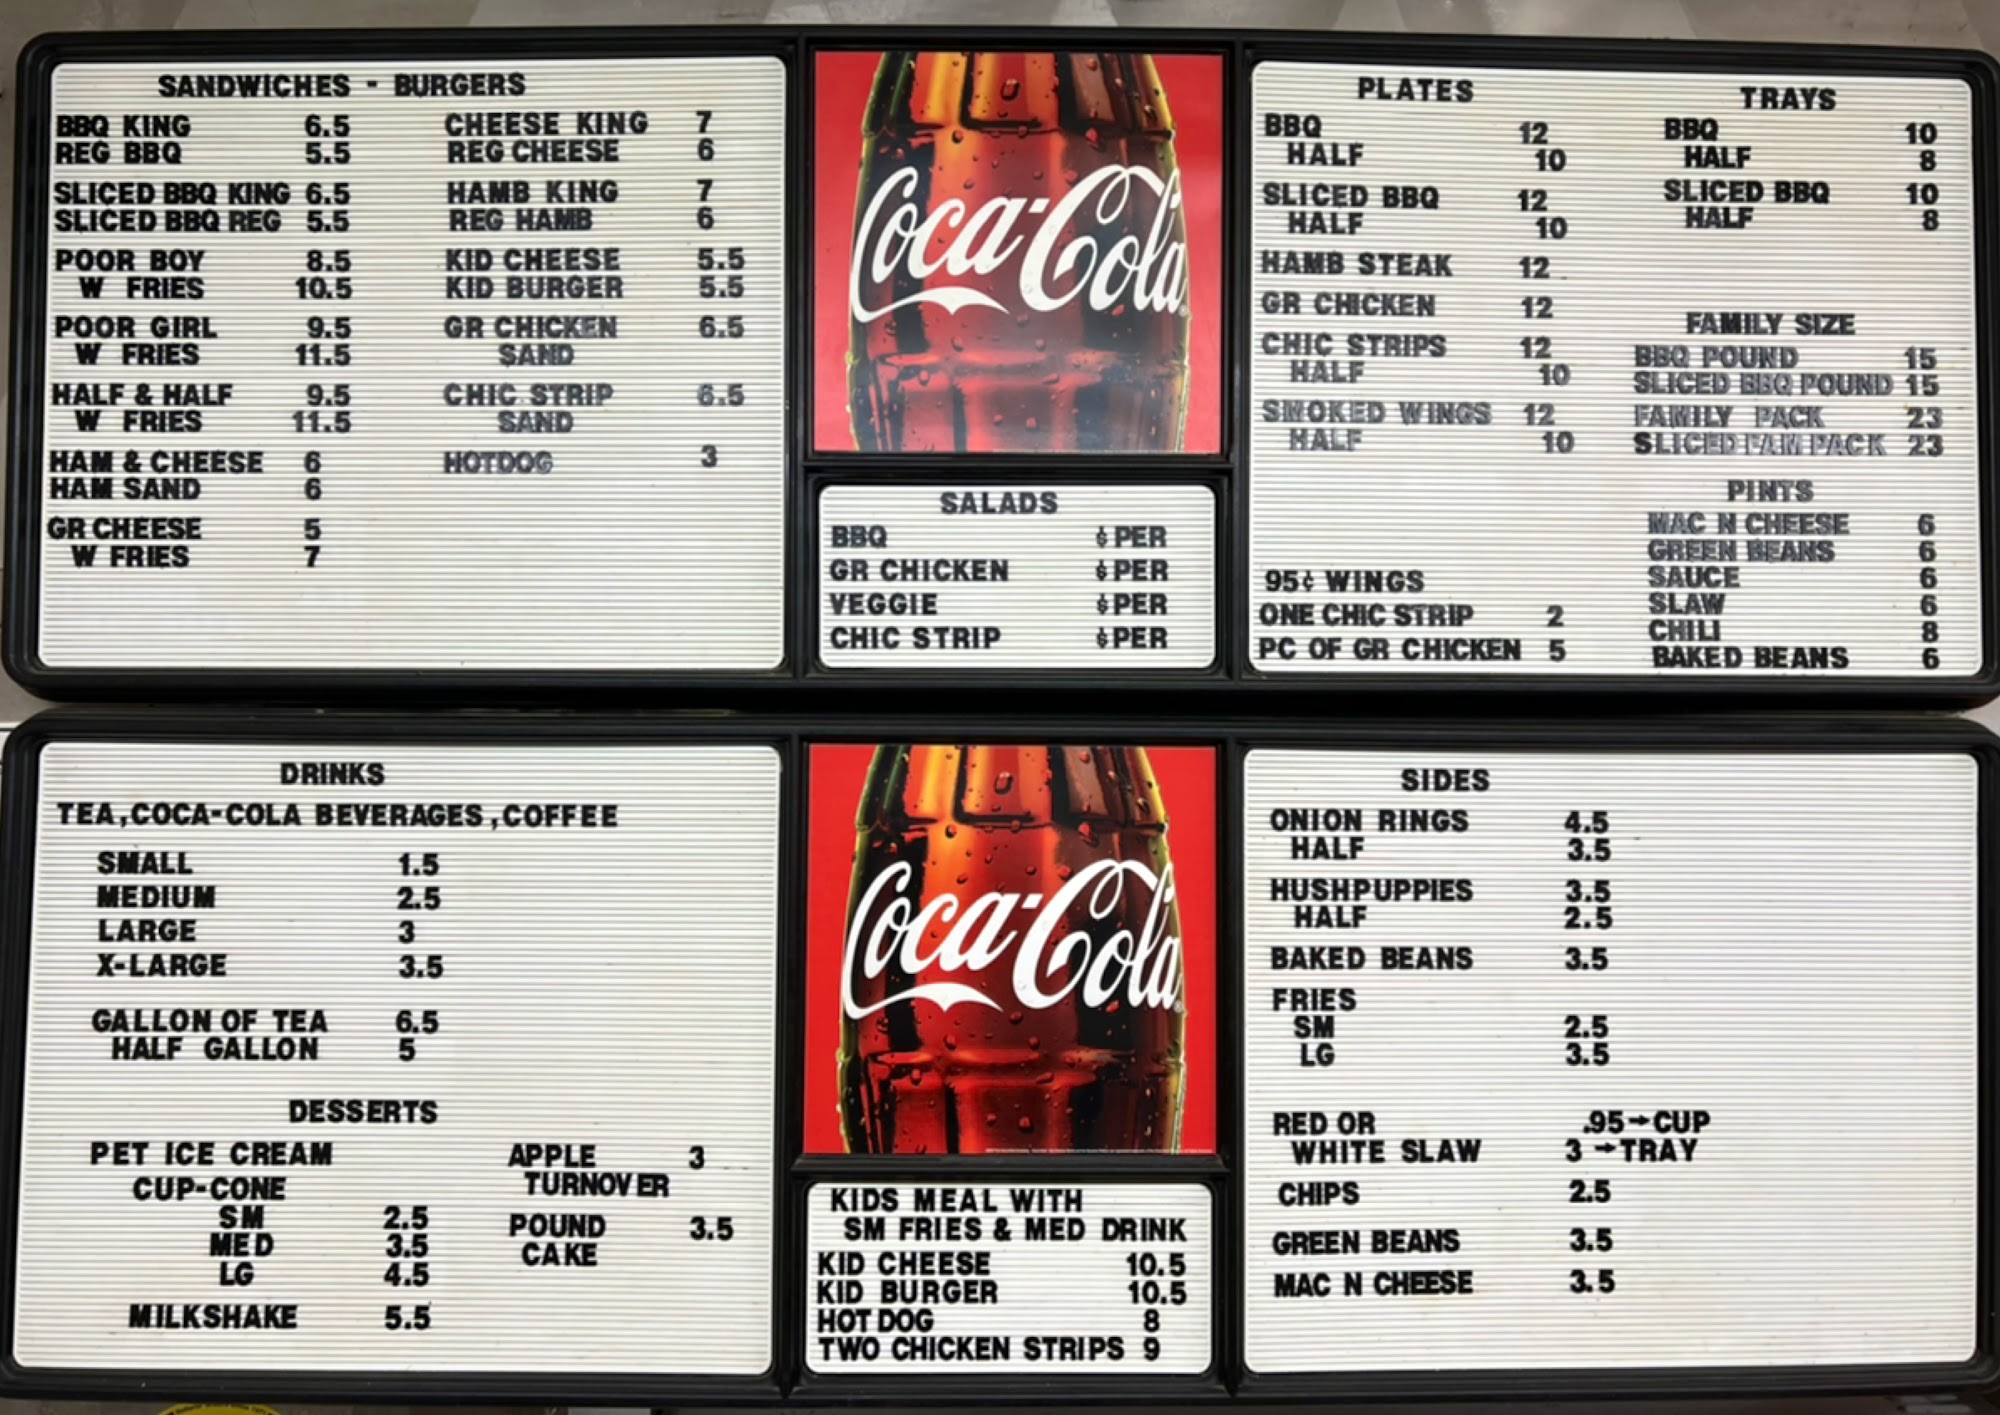 SANDWICHES - BURGERS
BBQ KING 6.5
REG BBQ 5.5
SLICED BBQ KING 6.5
SLICED BBQ REG 5.5
POOR BOY 8.5
W FRIES 10.5
POOR GIRL 9.5
W FRIES 11.5
HALF & HALF 9.5
W FRIES 11.5
HAM & CHEESE 6
HAM SAND 6
GR CHEESE 5
W FRIES 7
CHEESE KING 7
REG CHEESE 6
HAMB KING 7
REG HAMB 6
KID CHEESE 5.5
KID BURGER 5.5
GR CHICKEN 6.5
SAND
CHIC STRIP 6.5
SAND
HOTDOG 3
Coca-Cola
SALADS
BBQ ¢ PER
GR CHICKEN ¢ PER
VEGGIE ¢ PER
CHIC STRIP ¢ PER
PLATES
BBQ 12
HALF 10
SLICED BBQ 12
HALF 10
HAMB STEAK 12
GR CHICKEN 12
CHIC STRIPS 12
HALF 10
SMOKED WINGS 12
HALF 10
95¢ WINGS
ONE CHIC STRIP 2
PC OF GR CHICKEN 5
TRAYS
BBQ 10
HALF 8
SLICED BBQ 10
HALF 8
FAMILY SIZE
BBQ POUND 15
SLICED BBQ POUND 15
FAMILY PACK 23
SLICED FAM PACK 23
PINTS
MAC N CHEESE 6
GREEN BEANS 6
SAUCE 6
SLAW 6
CHILI 8
BAKED BEANS 6
DRINKS
TEA,COCA-COLA BEVERAGES,COFFEE
SMALL 1.5
MEDIUM 2.5
LARGE 3
X-LARGE 3.5
GALLON OF TEA 6.5
HALF GALLON 5
DESSERTS
PET ICE CREAM
CUP-CONE
SM 2.5
MED 3.5
LG 4.5
MILKSHAKE 5.5
APPLE 3
TURNOVER
POUND 3.5
CAKE
Coca-Cola
KIDS MEAL WITH
SM FRIES & MED DRINK
KID CHEESE 10.5
KID BURGER 10.5
HOT DOG 8
TWO CHICKEN STRIPS 9
SIDES
ONION RINGS 4.5
HALF 3.5
HUSHPUPPIES 3.5
HALF 2.5
BAKED BEANS 3.5
FRIES
SM 2.5
LG 3.5
RED OR .95→CUP
WHITE SLAW 3→TRAY
CHIPS 2.5
GREEN BEANS 3.5
MAC N CHEESE 3.5